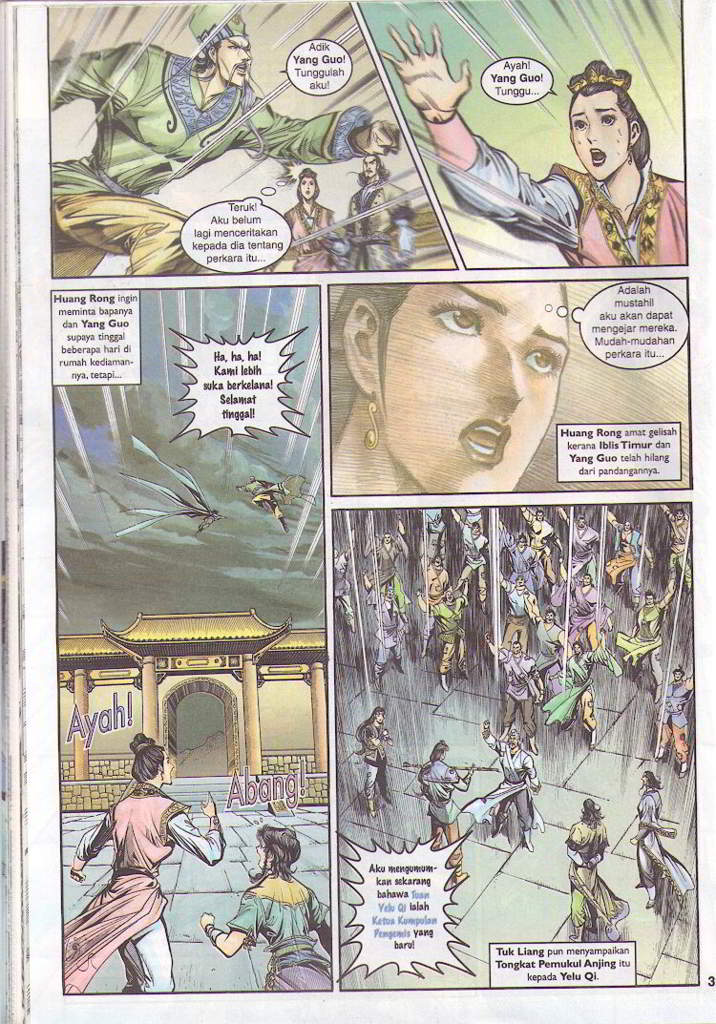 Adik
Yang Guo!
Tunggulah
aku!
Teruk!
Aku belum
lagi menceritakan
kepada dia tentang
perkara itu...
Ayah!
Yang Guo!
Tunggu...
Huang Rong ingin
meminta bapanya
dan Yang Guo
supaya tinggal
beberapa hari di
rumah kediaman-
nya, tetapi...
Ha, ha, ha!
Kami lebih
suka berkelana!
Selamat
tinggal!
Ayah!
Abang!
Adalah
mustahil
aku akan dapat
mengejar mereka.
Mudah-mudahan
perkara itu...
Huang Rong amat gelisah
kerana Iblis Timur dan
Yang Guo telah hilang
dari pandangannya.
Aku mengumum-
kan sekarang
bahawa Tuan
Yelu Qi ialah
Ketua Kumpulan
Pengemis yang
baru!
Tuk Liang pun menyampaikan
Tongkat Pemukul Anjing itu
kepada Yelu Qi.
3